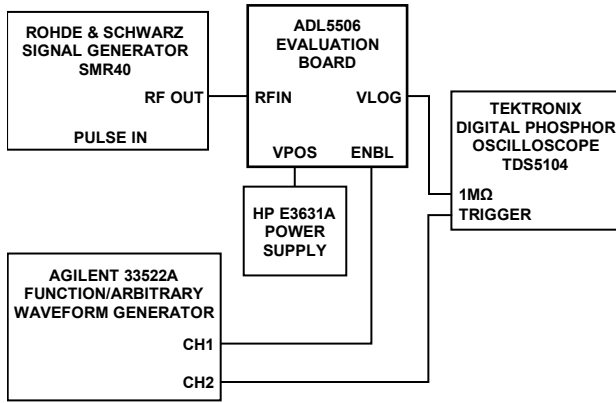 ROHDE & SCHWARZ
SIGNAL GENERATOR
SMR40
RF OUT
PULSE IN
ADL5506
EVALUATION
BOARD
RFIN VLOG
VPOS ENBL
TEKTRONIX
DIGITAL PHOSPHOR
OSCILLOSCOPE
TDS5104
1MΩ
TRIGGER
HP E3631A
POWER
SUPPLY
AGILENT 33522A
FUNCTION/ARBITRARY
WAVEFORM GENERATOR
CH1
CH2